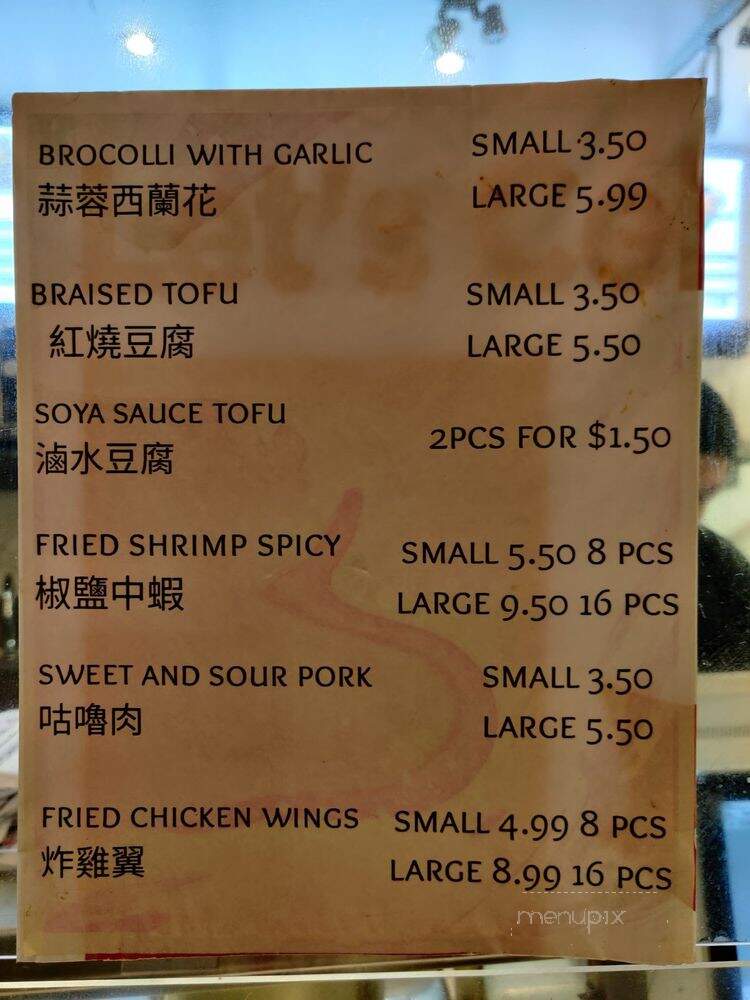 BROCOLLI WITH GARLIC SMALL 3.50
蒜蓉西蘭花 LARGE 5.99
BRAISED TOFU SMALL 3.50
紅燒豆腐 LARGE 5.50
SOYA SAUCE TOFU
2PCS FOR $1.50
滷水豆腐
FRIED SHRIMP SPICY SMALL 5.50 8 PCS
椒鹽中蝦 LARGE 9.50 16 PCS
SWEET AND SOUR PORK SMALL 3.50
咕嚕肉 LARGE 5.50
FRIED CHICKEN WINGS SMALL 4.99 8 PCS
炸雞翼 LARGE 8.99 16 PCS
menupix